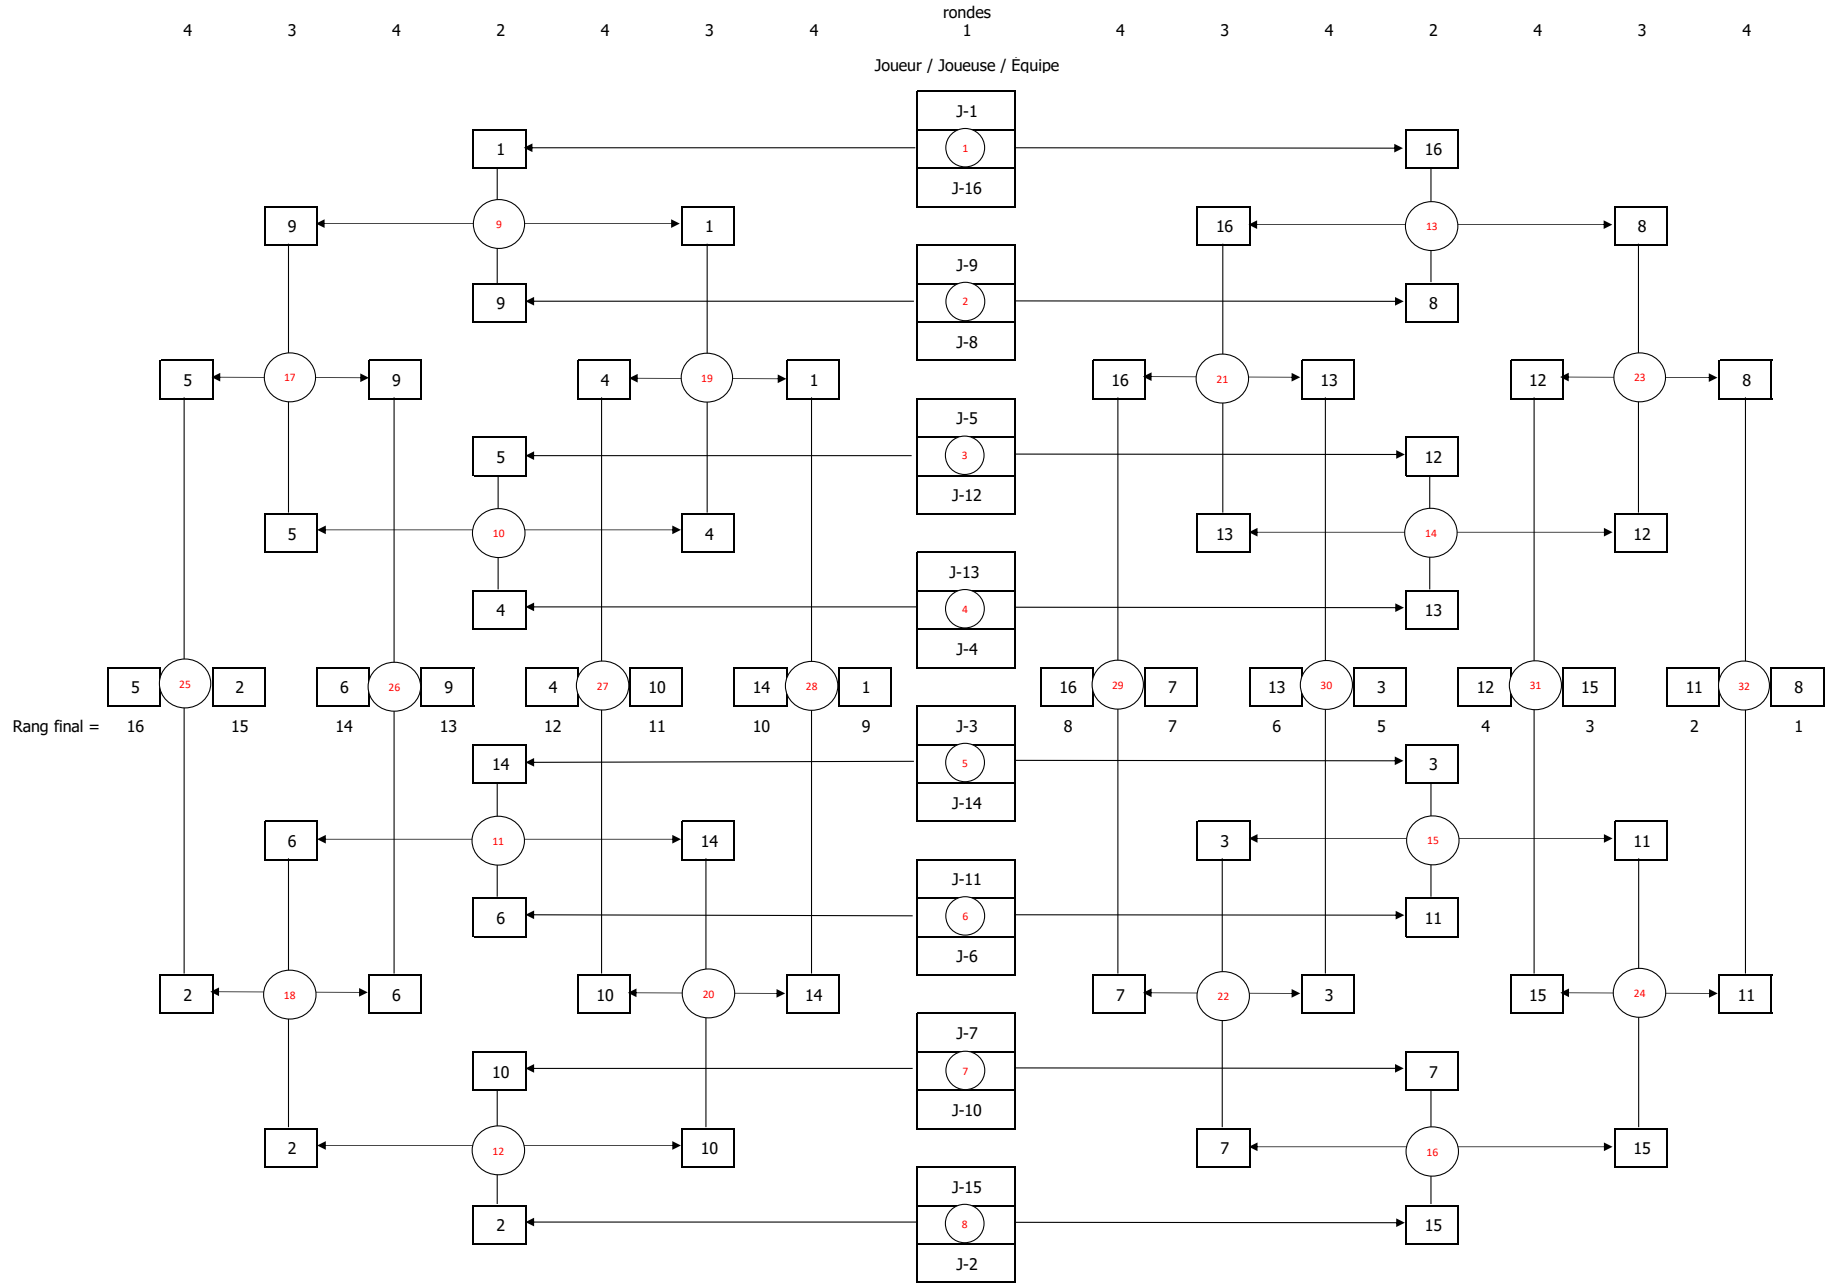 rondes
4 3 4 2 4 3 4 1 4 3 4 2 4 3 4
Joueur / Joueuse / Équipe
J-1
1 1 16
J-16
9 9 1 16 13 8
J-9
9 2 8
J-8
5 17 9 4 19 1 16 21 13 12 23 8
J-5
5 3 12
J-12
5 10 4 13 14 12
J-13
4 4 13
J-4
5 25 2 6 26 9 4 27 10 14 28 1 16 29 7 13 30 3 12 31 15 11 32 8
Rang final = 16 15 14 13 12 11 10 9 8 7 6 5 4 3 2 1
J-3
14 5 3
J-14
6 11 14 3 15 11
J-11
6 6 11
J-6
2 18 6 10 20 14 7 22 3 15 24 11
J-7
10 7 7
J-10
2 12 10 7 16 15
J-15
2 8 15
J-2